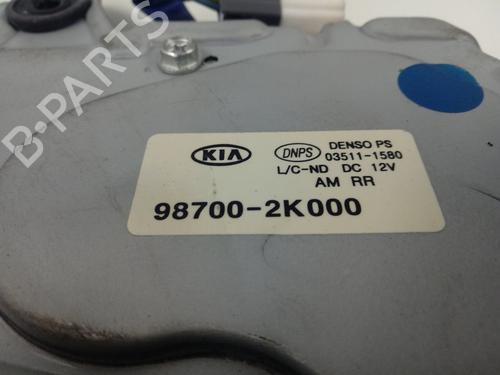 B-PARTS
KIA
DNPS
DENSO PS
03511-1580
L/C-ND DC 12V
AM RR
98700-2K000